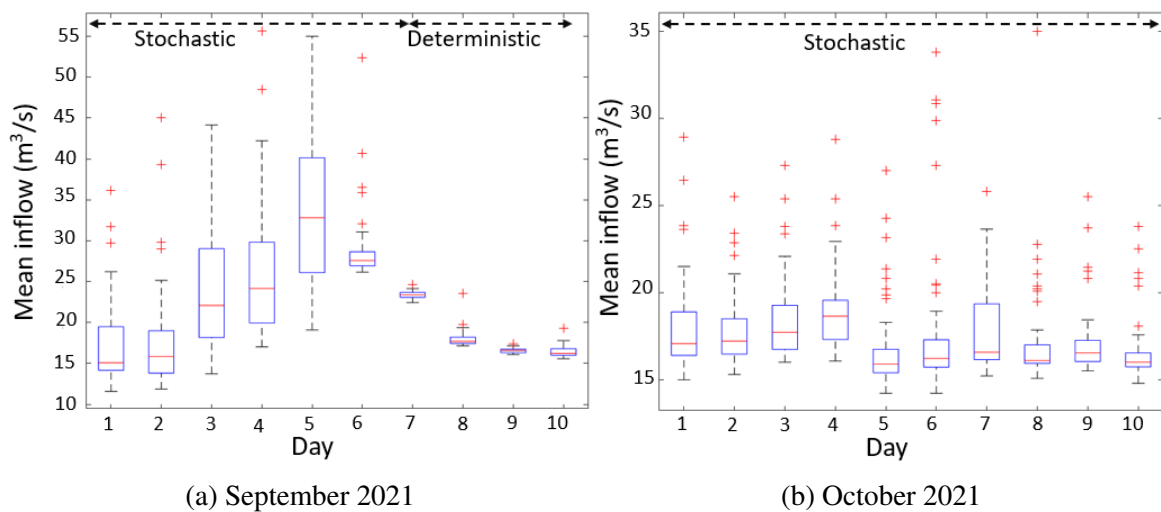 Stochastic Deterministic
55
50
45
40
35
30
25
20
15
10
Mean inflow (m³/s)
1 2 3 4 5 6 7 8 9 10
Day
(a) September 2021
Stochastic
35
30
25
20
15
Mean inflow (m³/s)
1 2 3 4 5 6 7 8 9 10
Day
(b) October 2021